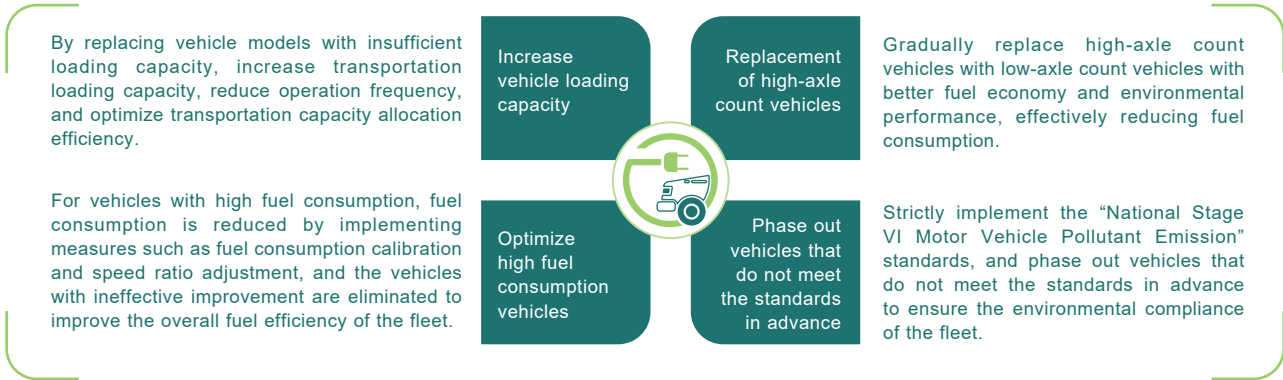 By replacing vehicle models with insufficient
loading capacity, increase transportation
loading capacity, reduce operation frequency,
and optimize transportation capacity allocation
efficiency.
Increase
vehicle loading
capacity
Replacement
of high-axle
count vehicles
Gradually replace high-axle count
vehicles with low-axle count vehicles with
better fuel economy and environmental
performance, effectively reducing fuel
consumption.
For vehicles with high fuel consumption, fuel
consumption is reduced by implementing
measures such as fuel consumption calibration
and speed ratio adjustment, and the vehicles
with ineffective improvement are eliminated to
improve the overall fuel efficiency of the fleet.
Optimize
high fuel
consumption
vehicles
Phase out
vehicles that
do not meet
the standards
in advance
Strictly implement the “National Stage
VI Motor Vehicle Pollutant Emission”
standards, and phase out vehicles that
do not meet the standards in advance
to ensure the environmental compliance
of the fleet.